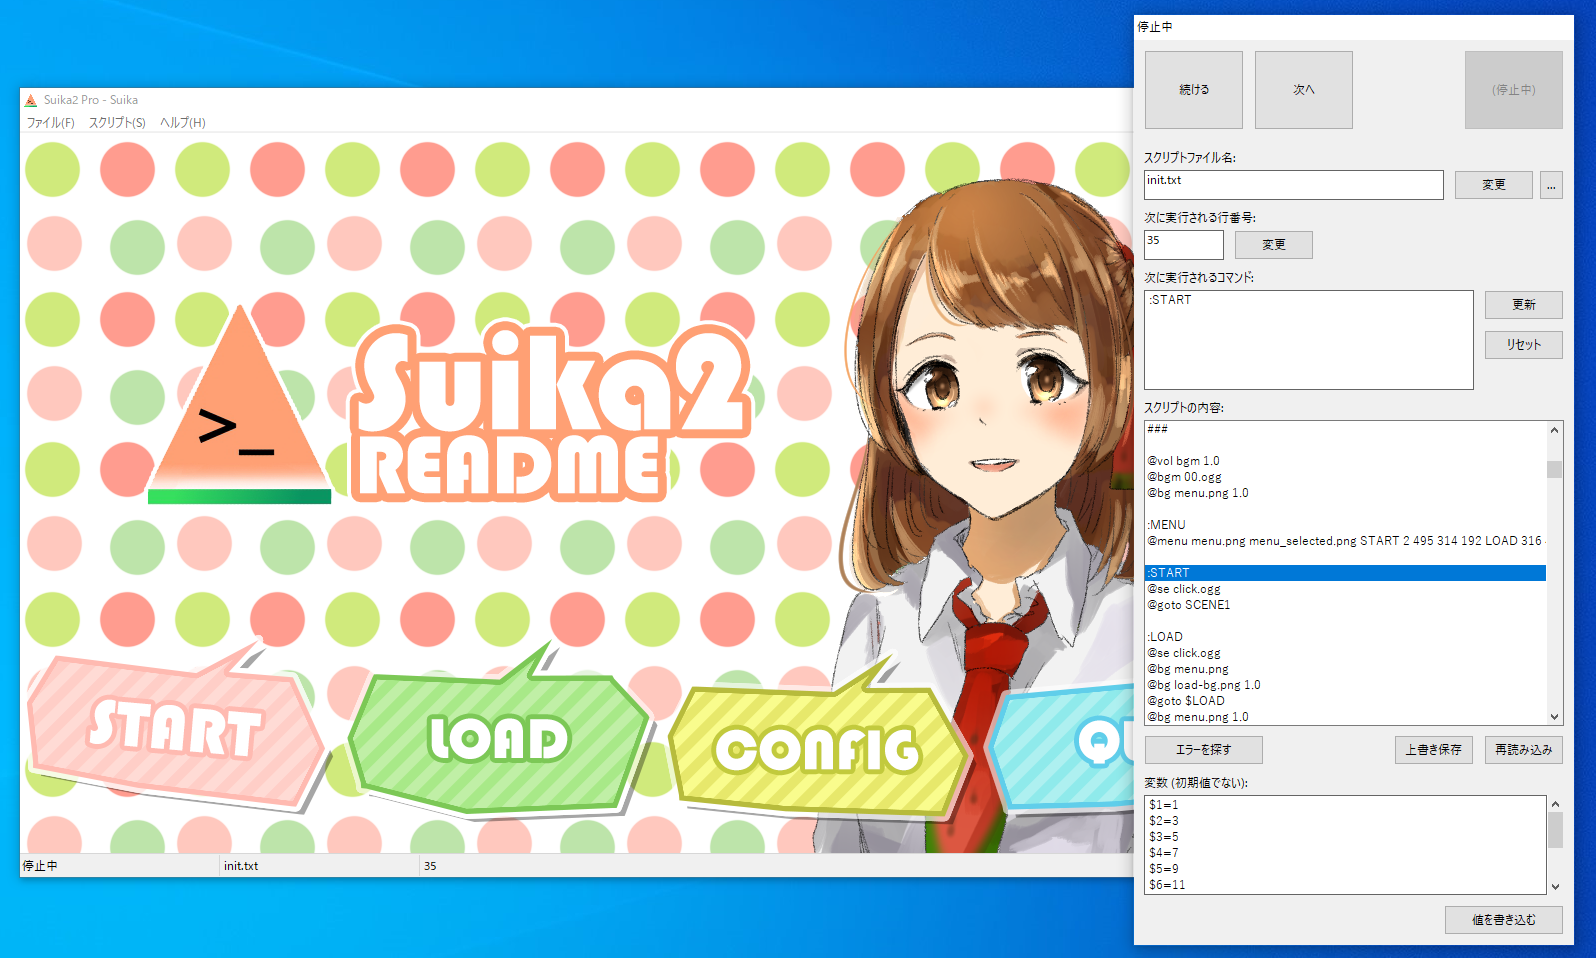 Suika2 Pro - Suika
ファイル(F) スクリプト(S) ヘルプ(H)
>_
Suika2
README
START
LOAD
CONFIG
停止中
init.txt
35
停止中
続ける
次へ
(停止中)
スクリプトファイル名:
init.txt
変更
...
次に実行される行番号:
35
変更
次に実行されるコマンド:
:START
更新
リセット
スクリプトの内容:
###
@vol bgm 1.0
@bgm 00.ogg
@bg menu.png 1.0
:MENU
@menu menu.png menu_selected.png START 2 495 314 192 LOAD 316
:START
@se click.ogg
@goto SCENE1
:LOAD
@se click.ogg
@bg menu.png
@bg load-bg.png 1.0
@goto $LOAD
@bg menu.png 1.0
エラーを探す
上書き保存
再読み込み
変数 (初期値でない):
$1=1
$2=3
$3=5
$4=7
$5=9
$6=11
値を書き込む